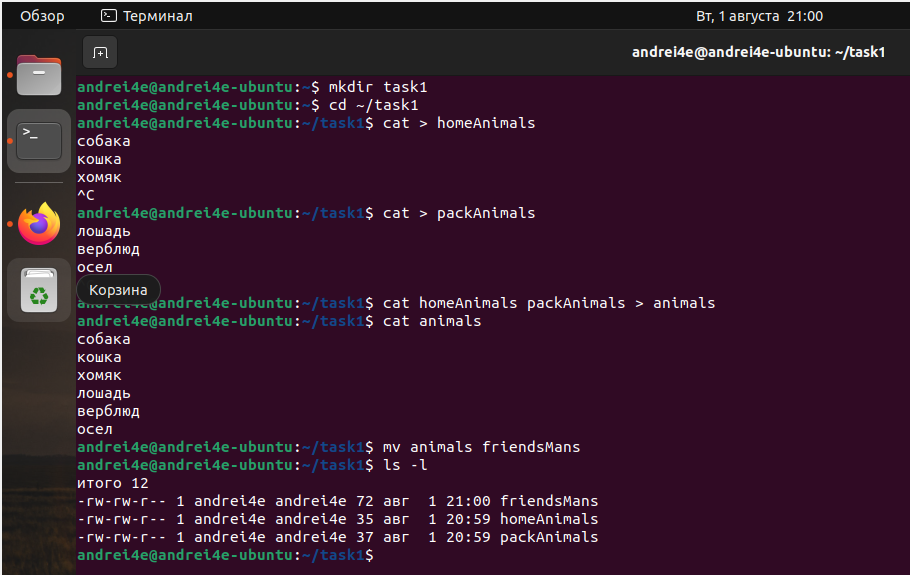 Обзор Терминал Вт, 1 августа 21:00
andrei4e@andrei4e-ubuntu: ~/task1
andrei4e@andrei4e-ubuntu:~$ mkdir task1
andrei4e@andrei4e-ubuntu:~$ cd ~/task1
andrei4e@andrei4e-ubuntu:~/task1$ cat > homeAnimals
собака
кошка
хомяк
^C
andrei4e@andrei4e-ubuntu:~/task1$ cat > packAnimals
лошадь
верблюд
осел
Корзина
andrei4e@andrei4e-ubuntu:~/task1$ cat homeAnimals packAnimals > animals
andrei4e@andrei4e-ubuntu:~/task1$ cat animals
собака
кошка
хомяк
лошадь
верблюд
осел
andrei4e@andrei4e-ubuntu:~/task1$ mv animals friendsMans
andrei4e@andrei4e-ubuntu:~/task1$ ls -l
итого 12
-rw-rw-r-- 1 andrei4e andrei4e 72 авг  1 21:00 friendsMans
-rw-rw-r-- 1 andrei4e andrei4e 35 авг  1 20:59 homeAnimals
-rw-rw-r-- 1 andrei4e andrei4e 37 авг  1 20:59 packAnimals
andrei4e@andrei4e-ubuntu:~/task1$